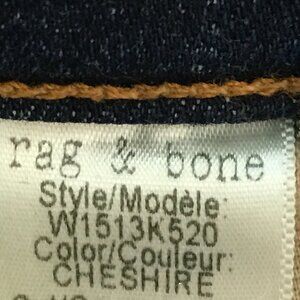 rag & bone
Style/Modèle:
W1513K520
Color/Couleur:
CHESHIRE